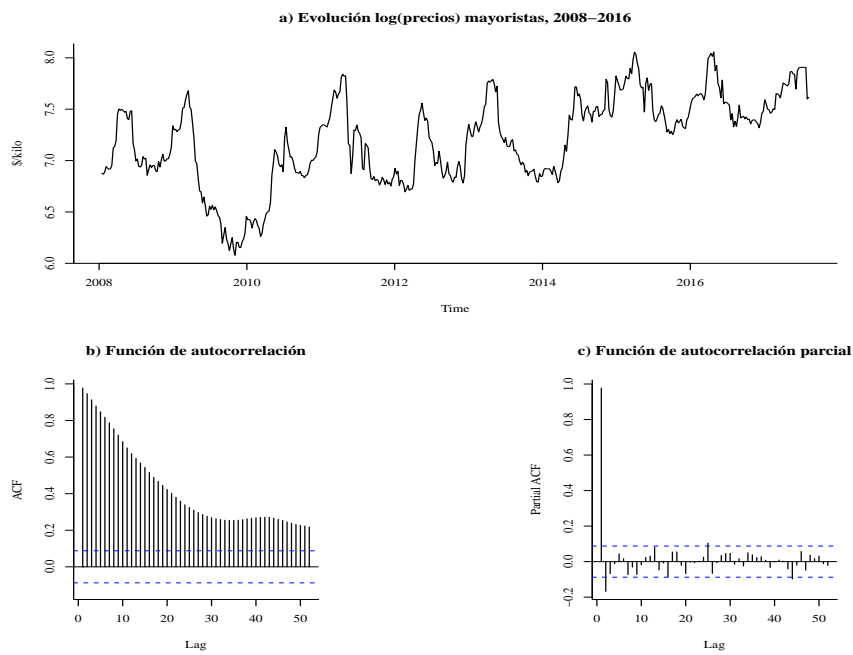 a) Evolución log(precios) mayoristas, 2008−2016
$/kilo
8.0
7.5
7.0
6.5
6.0
2008 2010 2012 2014 2016
Time
b) Función de autocorrelación
ACF
1.0
0.8
0.6
0.4
0.2
0.0
0 10 20 30 40 50
Lag
c) Función de autocorrelación parcial
Partial ACF
1.0
0.8
0.6
0.4
0.2
0.0
−0.2
0 10 20 30 40 50
Lag